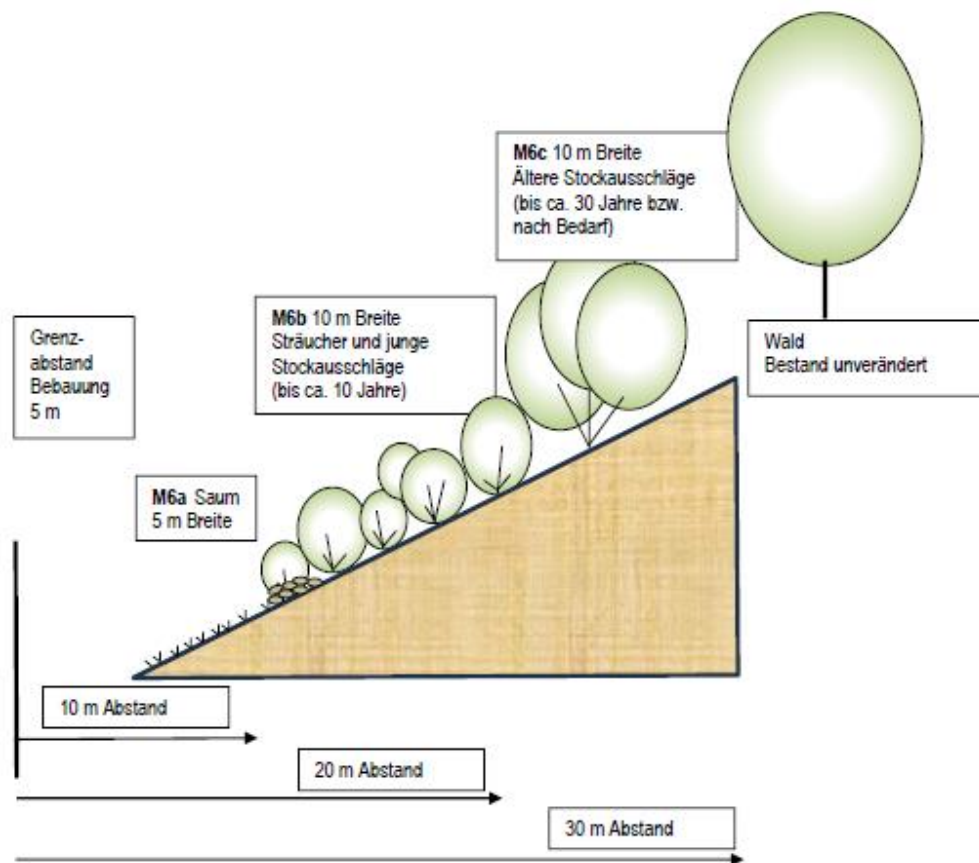 M6c 10 m Breite
Ältere Stockausschläge
(bis ca. 30 Jahre bzw.
nach Bedarf)
M6b 10 m Breite
Sträucher und junge
Stockausschläge
(bis ca. 10 Jahre)
Grenz-
abstand
Bebauung
5 m
Wald
Bestand unverändert
M6a Saum
5 m Breite
10 m Abstand
20 m Abstand
30 m Abstand